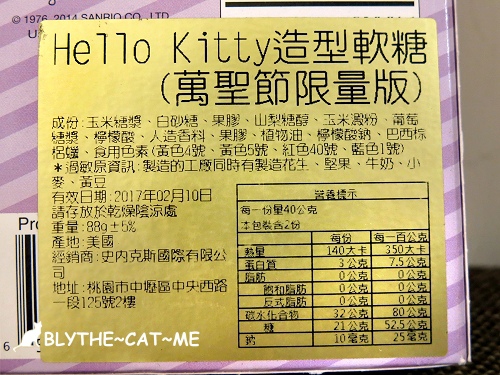 © 1976, 2014 SANRIO CO., LTD.
Hello Kitty造型軟糖
(萬聖節限量版)
成份:玉米糖漿、白砂糖、果膠、山梨糖醇、玉米澱粉、葡萄
糖漿、檸檬酸、人造香料、果膠、植物油、檸檬酸鈉、巴西棕
梠蠟、食用色素(黃色4號、黃色5號、紅色40號、藍色1號)
*過敏原資訊:製造的工廠同時有製造花生、堅果、牛奶、小
麥、黃豆
有效日期:2017年02月10日
請存放於乾燥陰涼處
重量:88g±5%
產地:美國
經銷商:史內克斯國際有限公
司
地址:桃園市中壢區中央西路
一段125號2樓
營養標示
每一份量40公克
本包裝含2份
每份 每一百公克
熱量 140大卡 350大卡
蛋白質 3公克 7.5公克
脂肪 0公克 0公克
飽和脂肪 0公克 0公克
反式脂肪 0公克 0公克
碳水化合物 32公克 80公克
糖 21公克 52.5公克
鈉 10毫克 25毫克
Pro
6
BLYTHE~CAT~ME